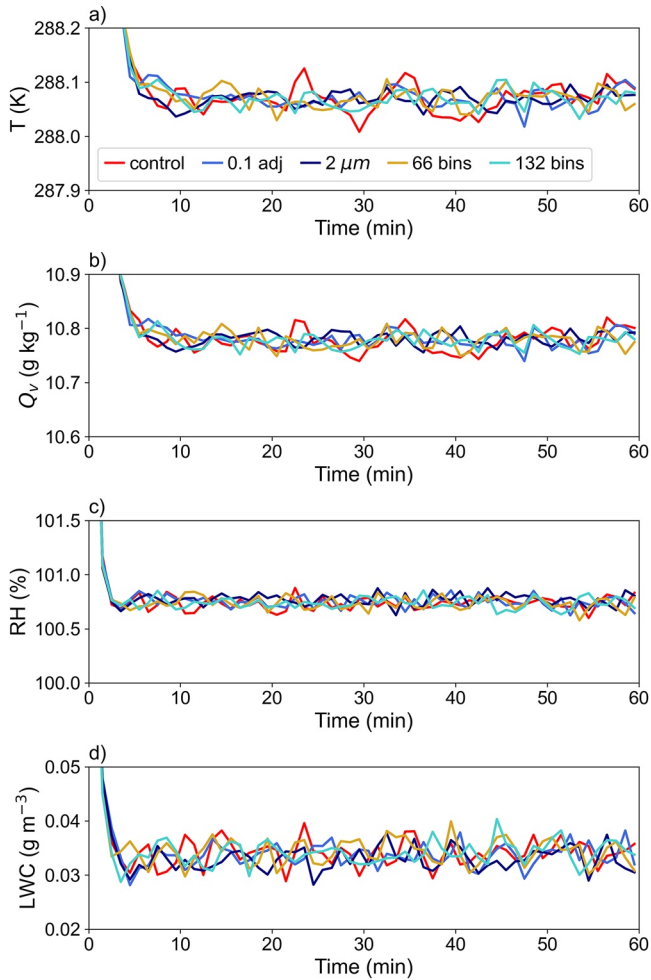 a)
288.2
288.1
288.0
287.9
T (K)
control 0.1 adj 2 μm 66 bins 132 bins
0 10 20 30 40 50 60
Time (min)
b)
10.9
10.8
10.7
10.6
Qᵥ (g kg⁻¹)
0 10 20 30 40 50 60
Time (min)
c)
101.5
101.0
100.5
100.0
RH (%)
0 10 20 30 40 50 60
Time (min)
d)
0.05
0.04
0.03
0.02
LWC (g m⁻³)
0 10 20 30 40 50 60
Time (min)